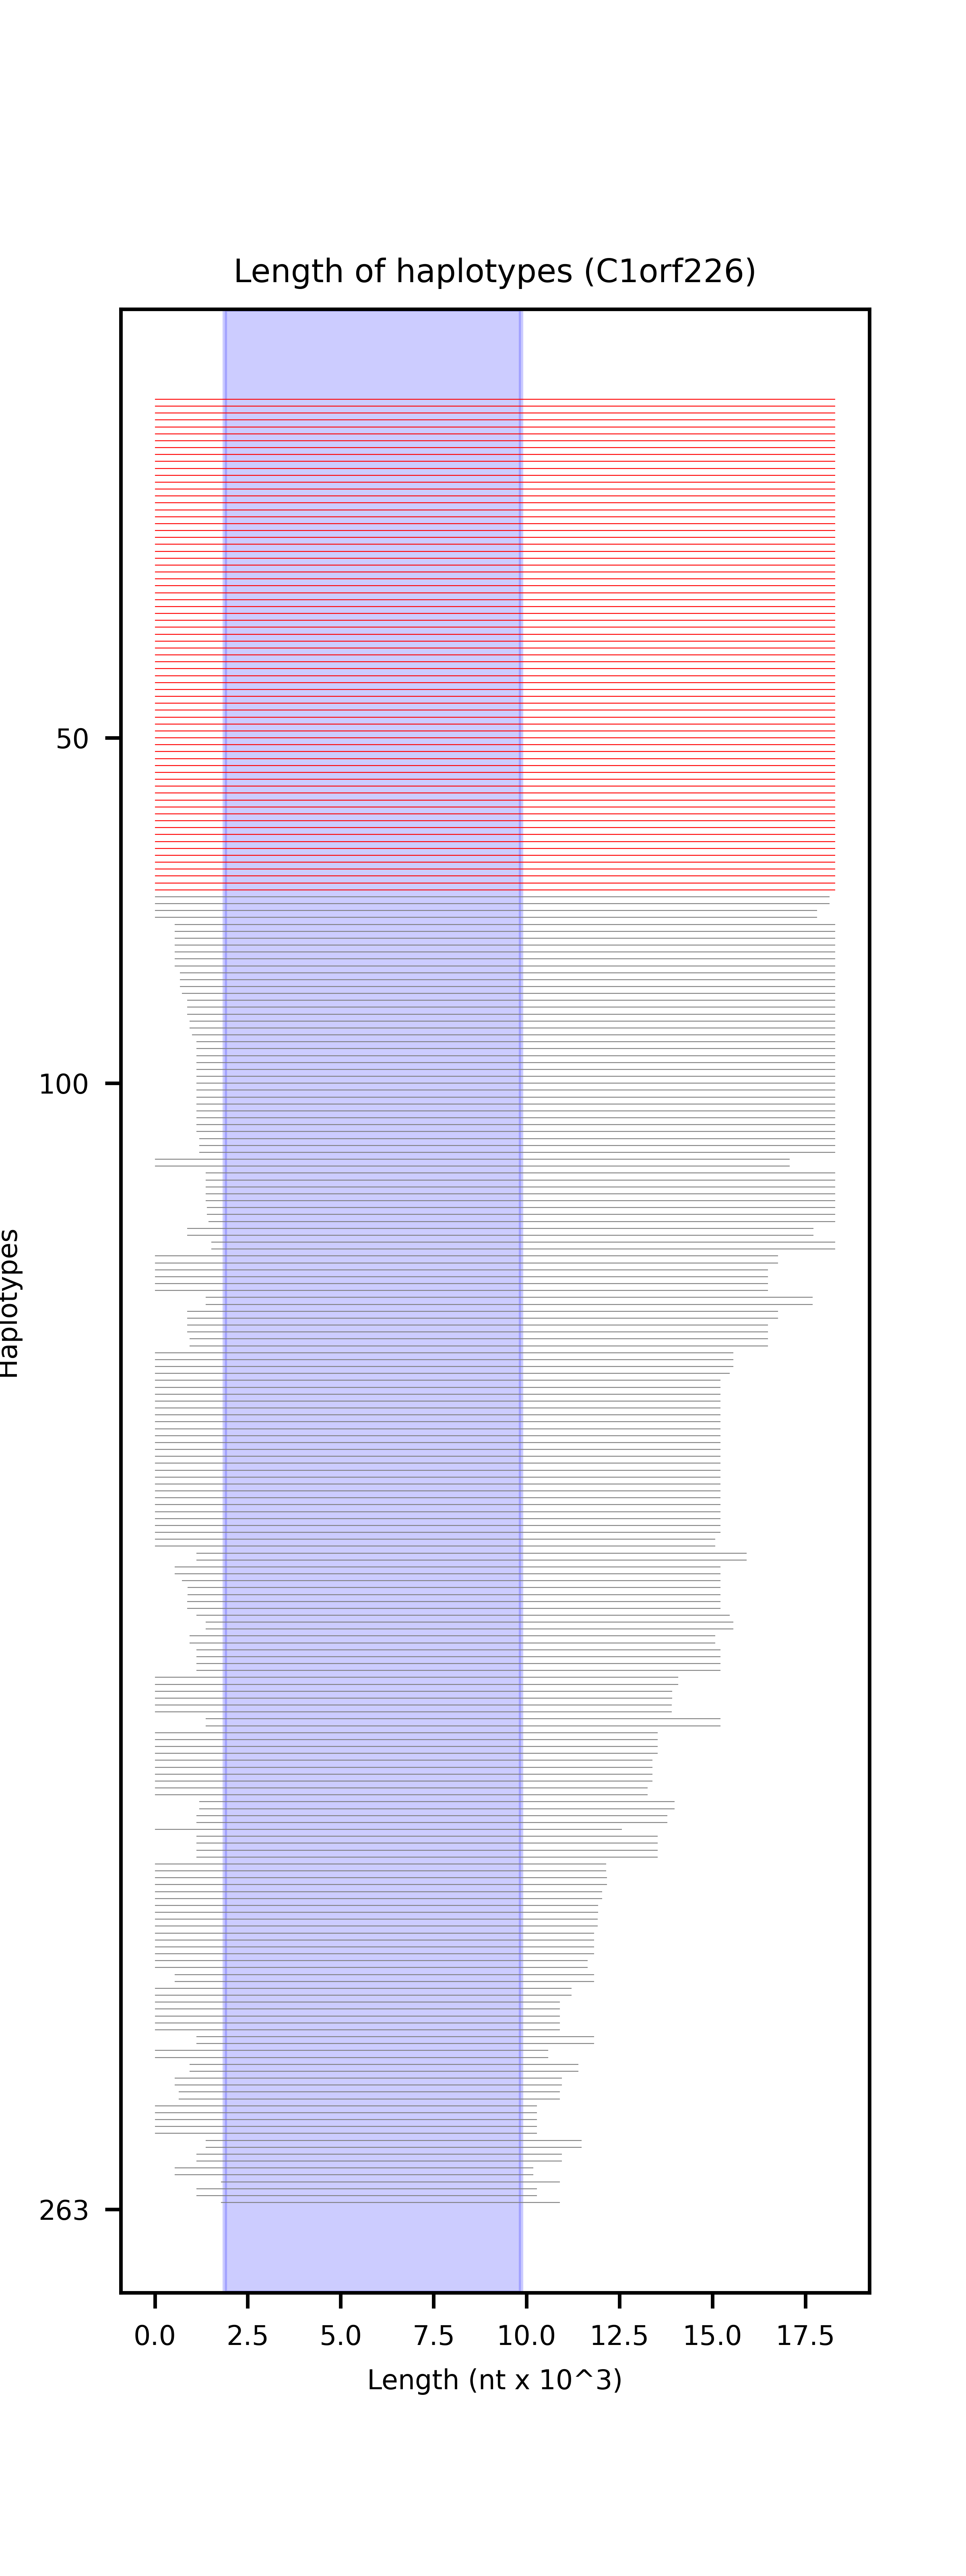 Length of haplotypes (C1orf226)
50
100
Haplotypes
263
0.0 2.5 5.0 7.5 10.0 12.5 15.0 17.5
Length (nt x 10^3)